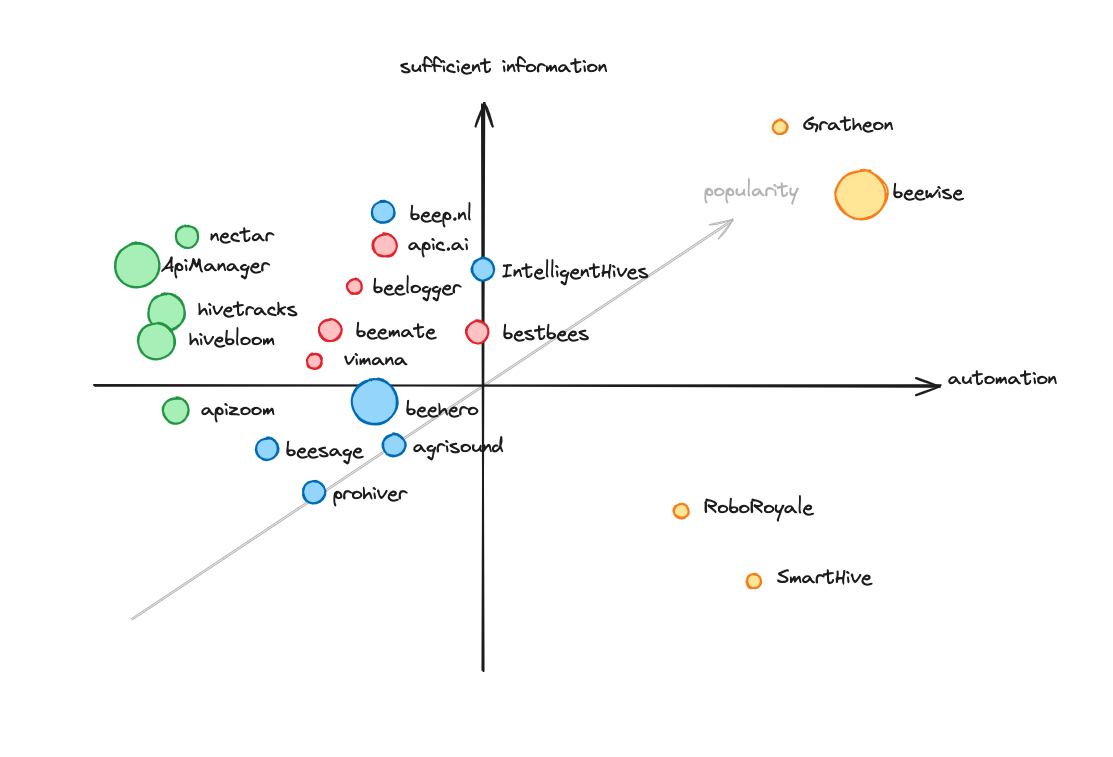 sufficient information
Gratheon
popularity
beewise
beep.nl
nectar
apic.ai
ApiManager
IntelligentHives
beelogger
hivetracks
beemate
bestbees
hivebloom
vimana
automation
apizoom
beehero
beesage
agrisound
prohiver
RoboRoyale
SmartHive